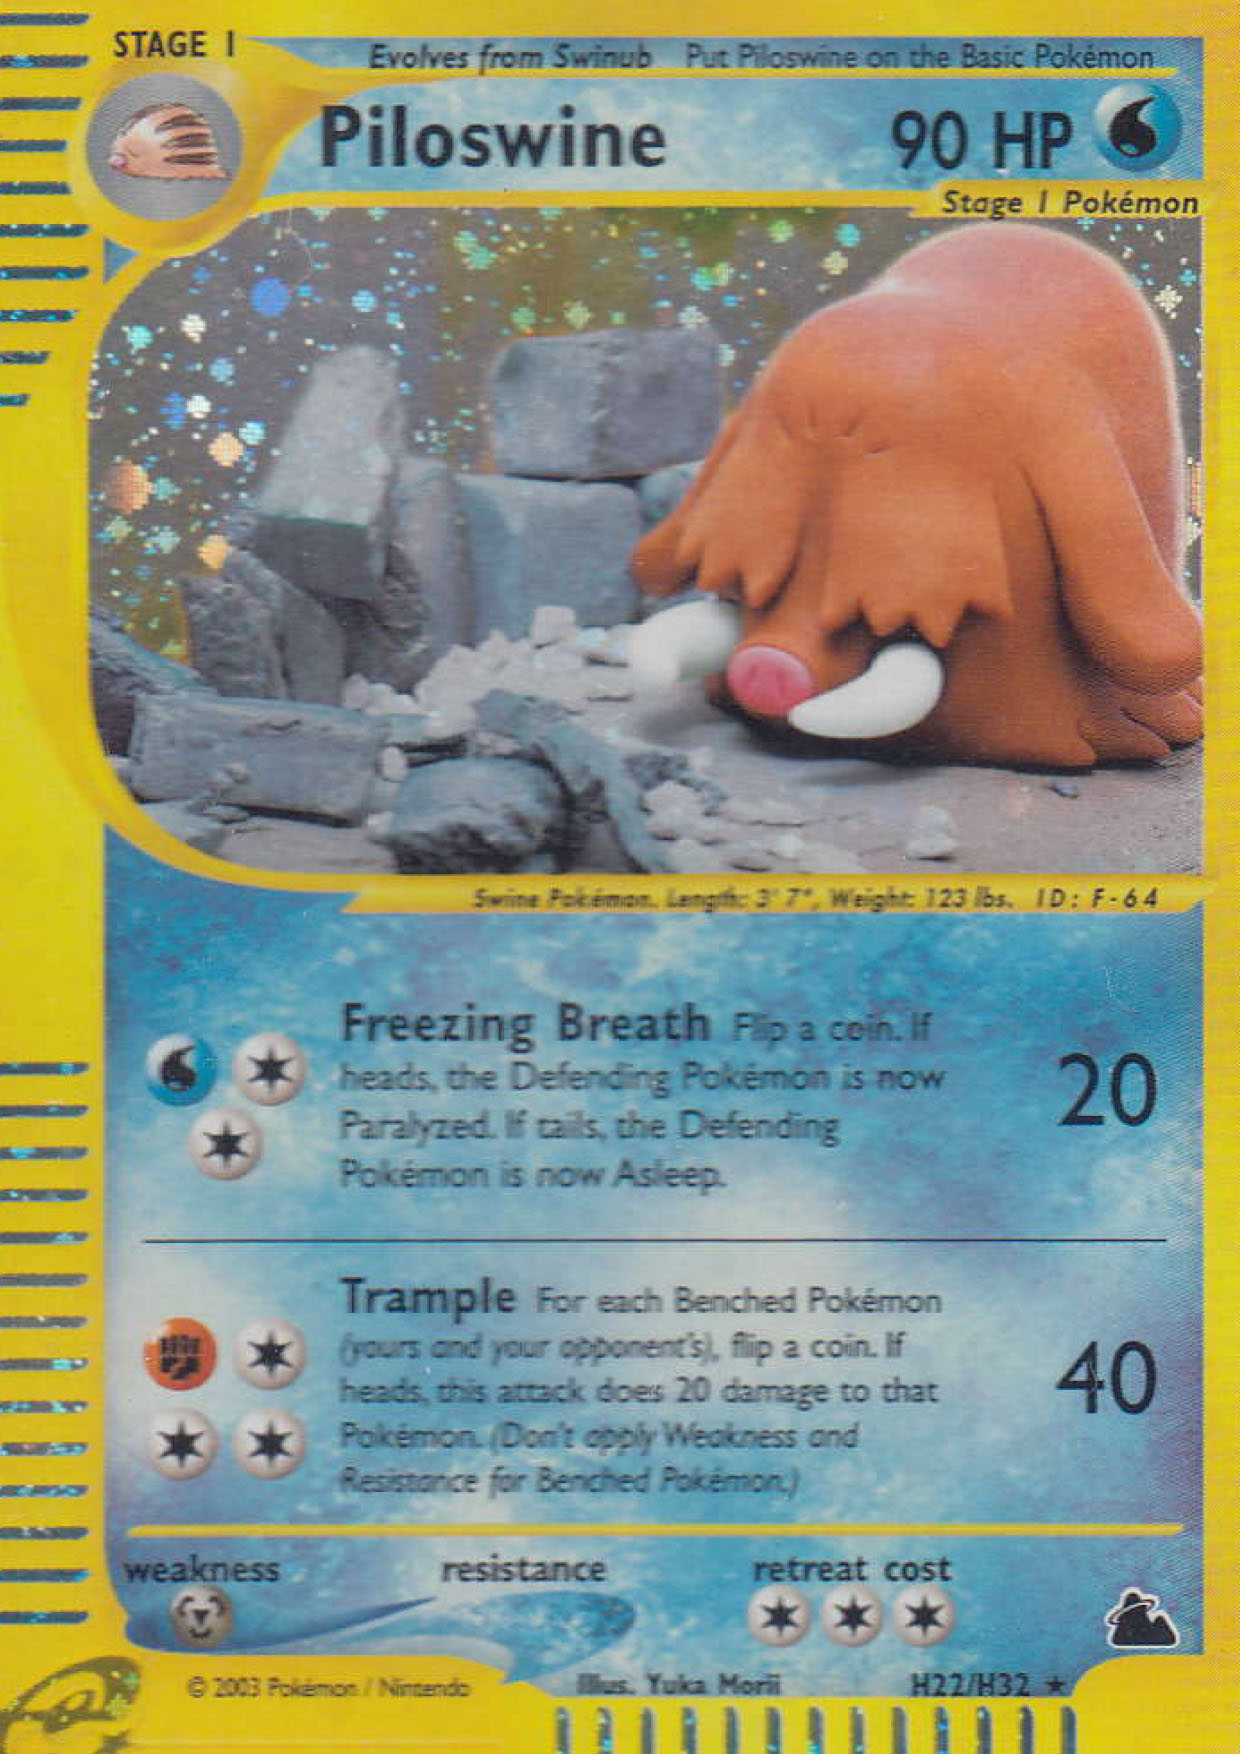 STAGE 1
Evolves from Swinub Put Piloswine on the Basic Pokémon
Piloswine 90 HP
Stage 1 Pokémon
Swine Pokémon. Length: 3' 7", Weight: 123 lbs. ID: F-64
Freezing Breath Flip a coin. If
heads, the Defending Pokémon is now
Paralyzed. If tails, the Defending
Pokémon is now Asleep.
20
Trample For each Benched Pokémon
(yours and your opponent's), flip a coin. If
heads, this attack does 20 damage to that
Pokémon. (Don't apply Weakness and
Resistance for Benched Pokémon.)
40
weakness resistance retreat cost
© 2003 Pokémon / Nintendo Illus. Yuka Morii H22/H32 ★